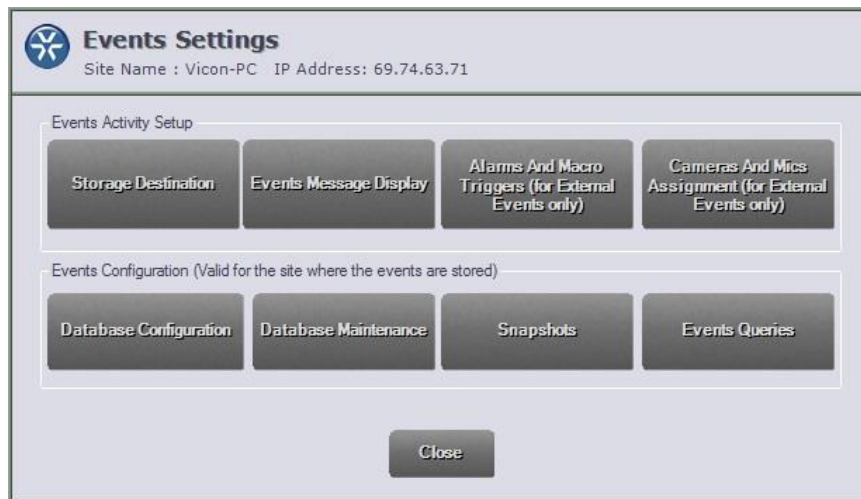 Events Settings
Site Name : Vicon-PC IP Address: 69.74.63.71
Events Activity Setup
Storage Destination
Events Message Display
Alarms And Macro
Triggers (for External
Events only)
Cameras And Mics
Assignment (for External
Events only)
Events Configuration (Valid for the site where the events are stored)
Database Configuration
Database Maintenance
Snapshots
Events Queries
Close